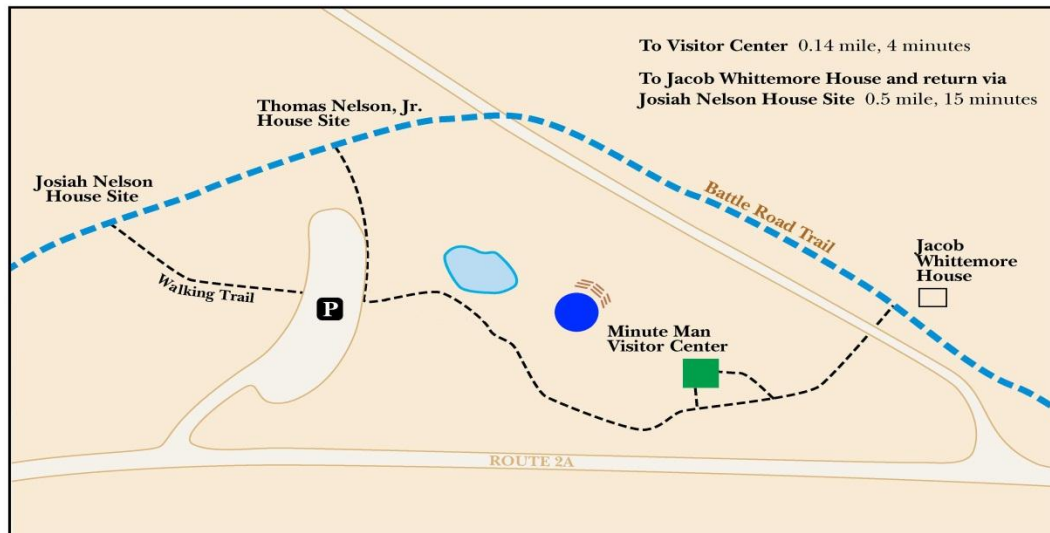 To Visitor Center 0.14 mile, 4 minutes
To Jacob Whittemore House and return via
Josiah Nelson House Site 0.5 mile, 15 minutes
Thomas Nelson, Jr.
House Site
Josiah Nelson
House Site
Battle Road Trail
Jacob
Whittemore
House
Walking Trail
P
Minute Man
Visitor Center
ROUTE 2A